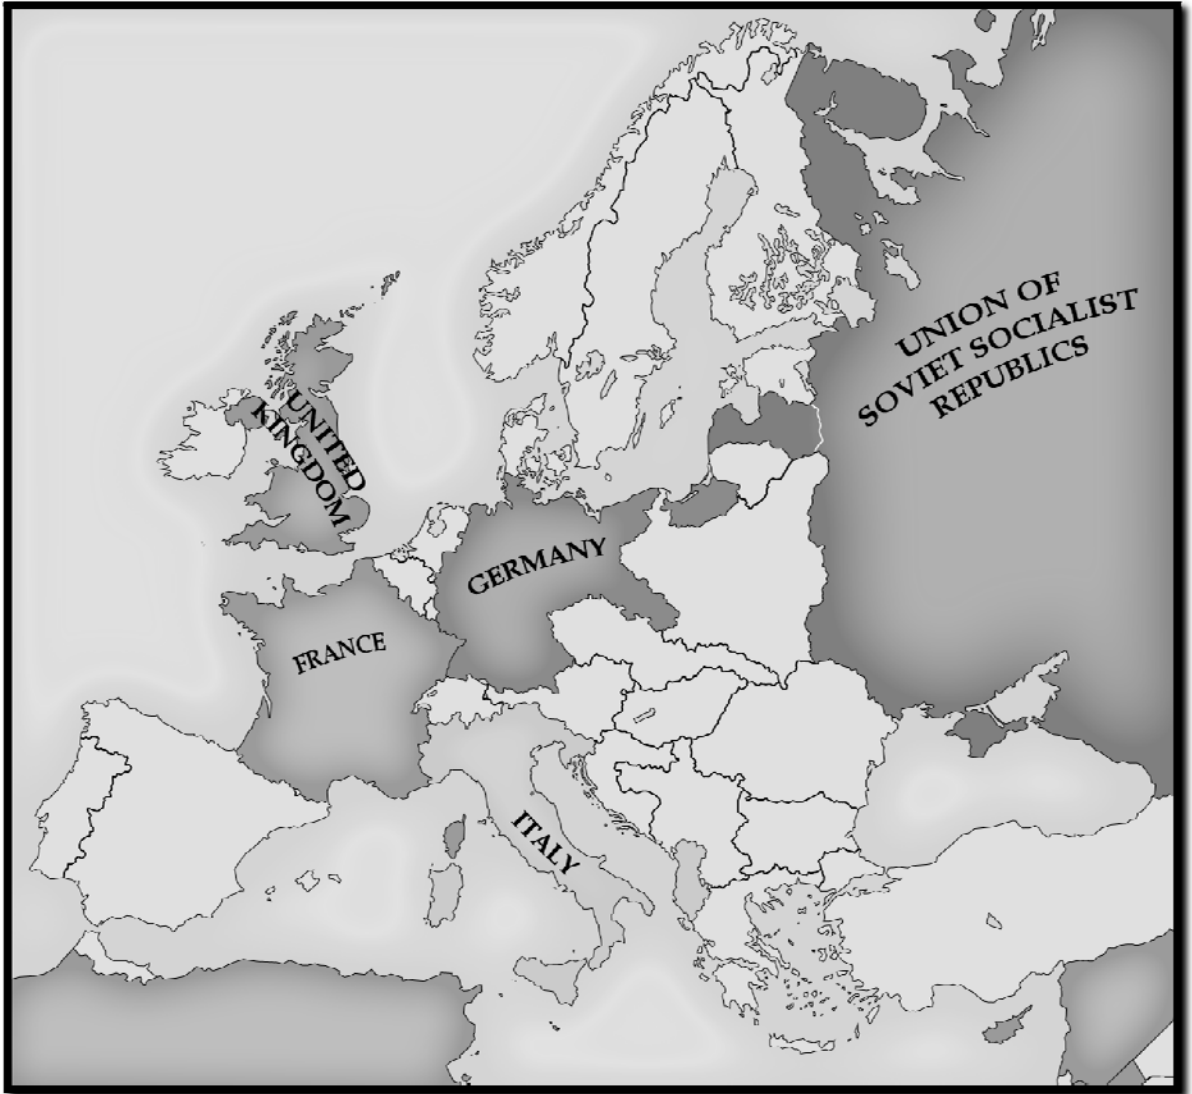 UNION OF
SOVIET SOCIALIST
REPUBLICS
UNITED
KINGDOM
GERMANY
FRANCE
ITALY